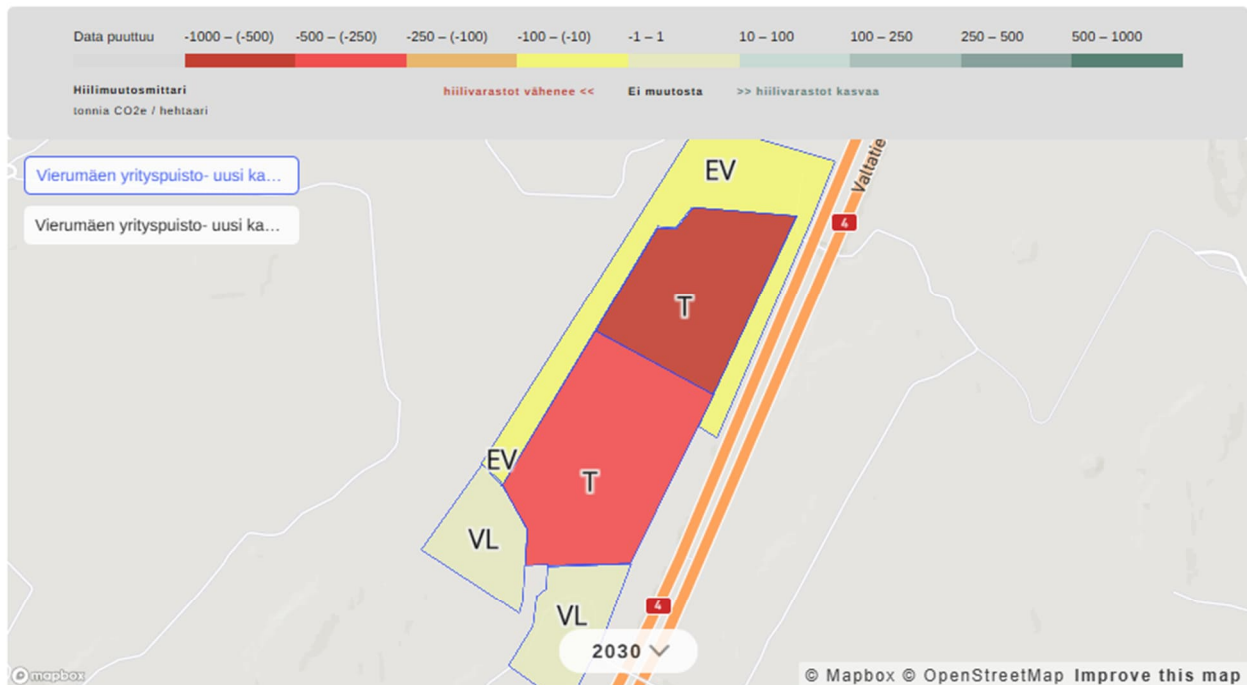 Data puuttuu -1000 – (-500) -500 – (-250) -250 – (-100) -100 – (-10) -1 – 1 10 – 100 100 – 250 250 – 500 500 – 1000
Hiilimuutosmittari hiilivarastot vähenee << Ei muutosta >> hiilivarastot kasvaa
tonnia CO2e / hehtaari
Vierumäen yrityspuisto- uusi ka...
Vierumäen yrityspuisto- uusi ka...
EV
Valtatie
4
T
EV
T
VL
VL
4
2030
mapbox
© Mapbox © OpenStreetMap Improve this map